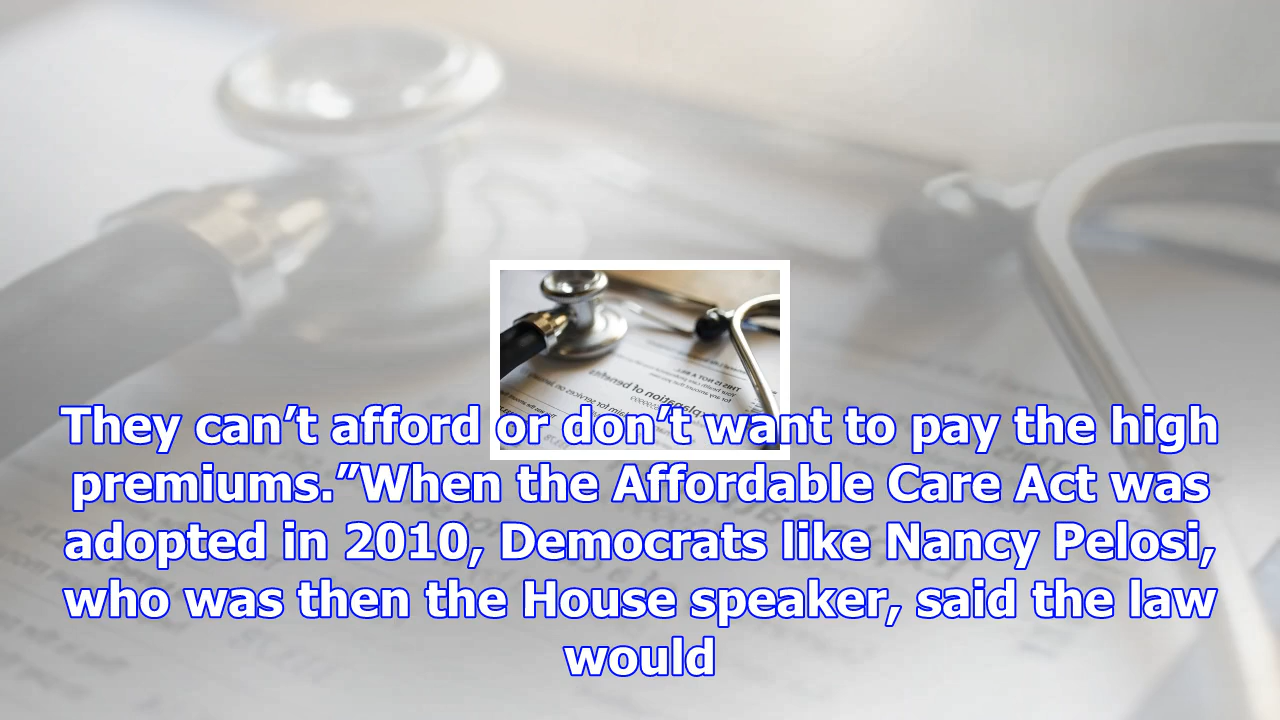 They can’t afford or don’t want to pay the high
premiums.”When the Affordable Care Act was
adopted in 2010, Democrats like Nancy Pelosi,
who was then the House speaker, said the law
would